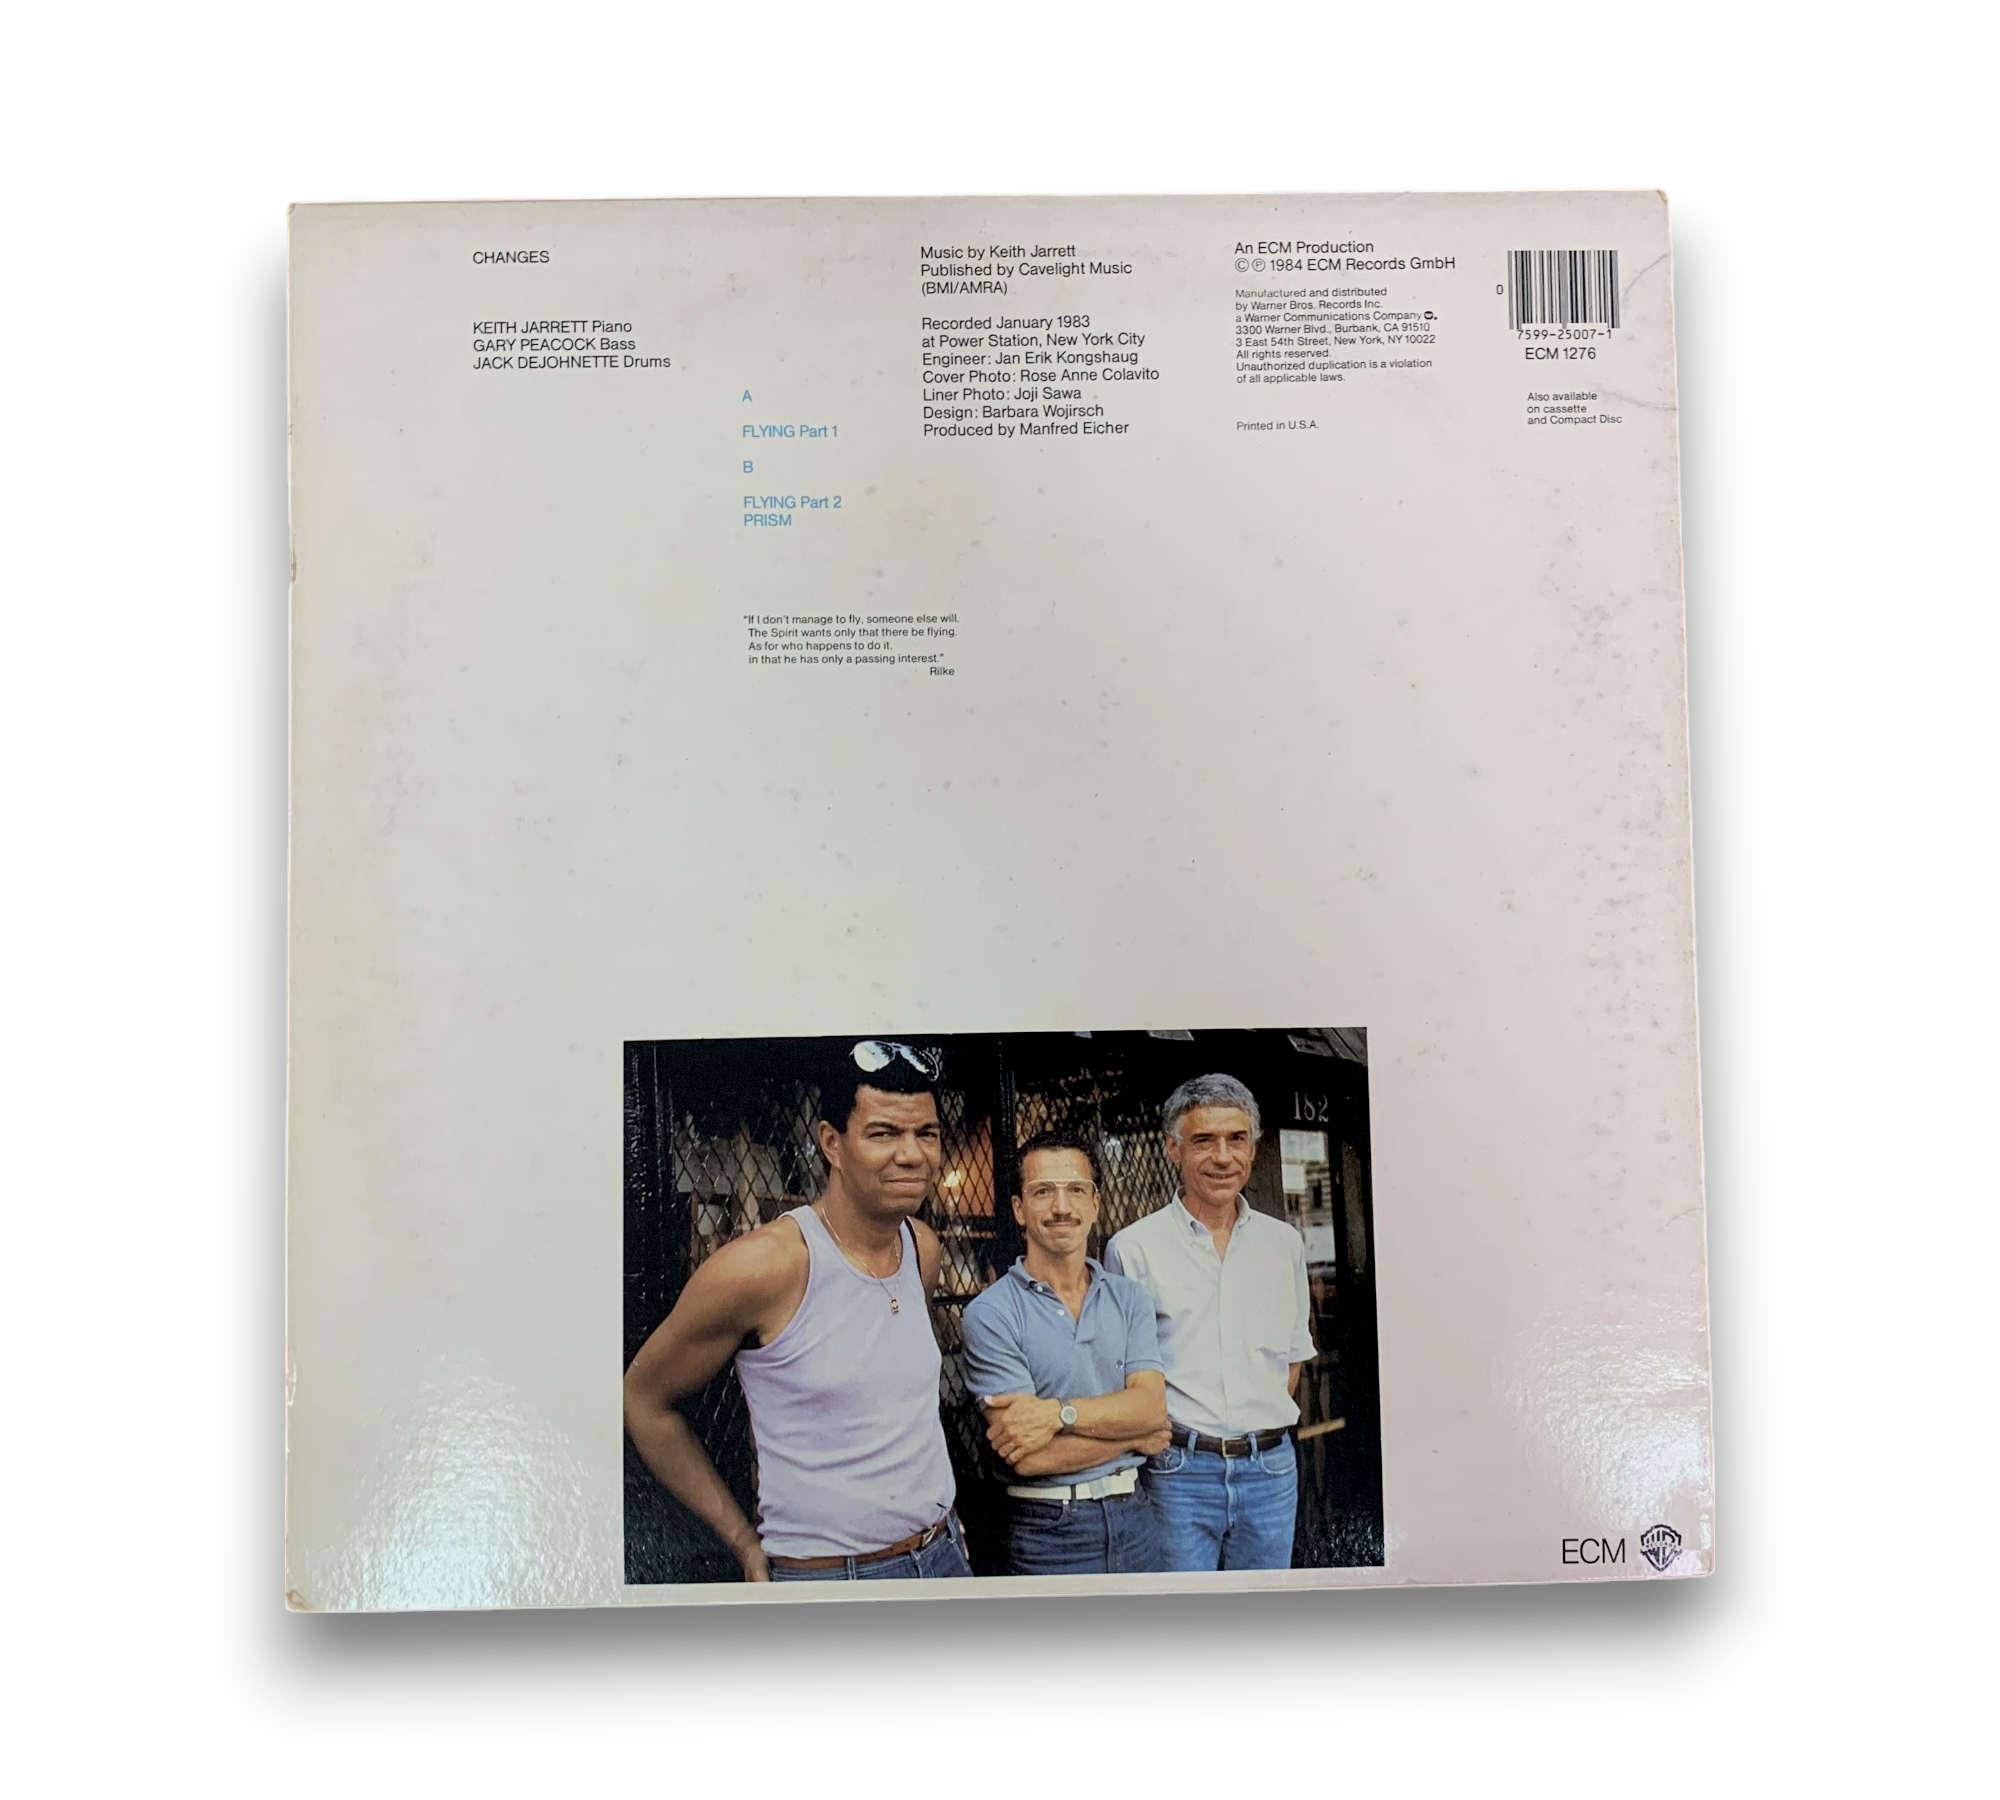 CHANGES
KEITH JARRETT Piano
GARY PEACOCK Bass
JACK DEJOHNETTE Drums
A
FLYING Part 1
B
FLYING Part 2
PRISM
"If I don't manage to fly, someone else will.
The Spirit wants only that there be flying.
As for who happens to do it,
in that he has only a passing interest."
Rilke
Music by Keith Jarrett
Published by Cavelight Music
(BMI/AMRA)
Recorded January 1983
at Power Station, New York City
Engineer: Jan Erik Kongshaug
Cover Photo: Rose Anne Colavito
Liner Photo: Joji Sawa
Design: Barbara Wojirsch
Produced by Manfred Eicher
An ECM Production
© ℗ 1984 ECM Records GmbH
Manufactured and distributed
by Warner Bros. Records Inc.
a Warner Communications Company
3300 Warner Blvd., Burbank, CA 91510
3 East 54th Street, New York, NY 10022
All rights reserved.
Unauthorized duplication is a violation
of all applicable laws.
Printed in U.S.A.
0 7599-25007-1
ECM 1276
Also available
on cassette
and Compact Disc
182
ECM